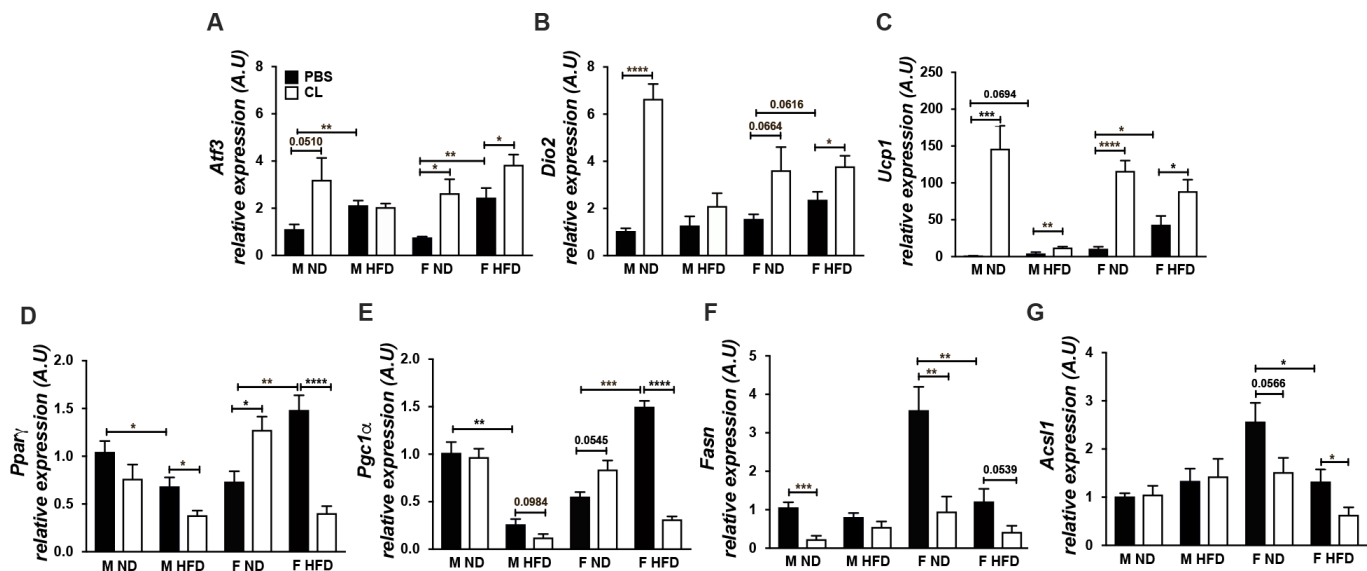 A
Atf3
relative expression (A.U)
8
6
4
2
0
PBS
CL
0.0510
**
*
**
*
M ND
M HFD
F ND
F HFD
B
Dio2
relative expression (A.U)
8
6
4
2
0
****
0.0616
0.0664
*
M ND
M HFD
F ND
F HFD
C
Ucp1
relative expression (A.U)
250
200
150
100
50
0
0.0694
***
**
*
****
*
M ND
M HFD
F ND
F HFD
D
Pparγ
relative expression (A.U)
2.0
1.5
1.0
0.5
0.0
*
*
**
*
****
M ND
M HFD
F ND
F HFD
E
Pgc1α
relative expression (A.U)
2.0
1.5
1.0
0.5
0.0
**
0.0984
***
0.0545
****
M ND
M HFD
F ND
F HFD
F
Fasn
relative expression (A.U)
5
4
3
2
1
0
***
**
**
0.0539
M ND
M HFD
F ND
F HFD
G
Acsl1
relative expression (A.U)
4
3
2
1
0
*
0.0566
*
M ND
M HFD
F ND
F HFD